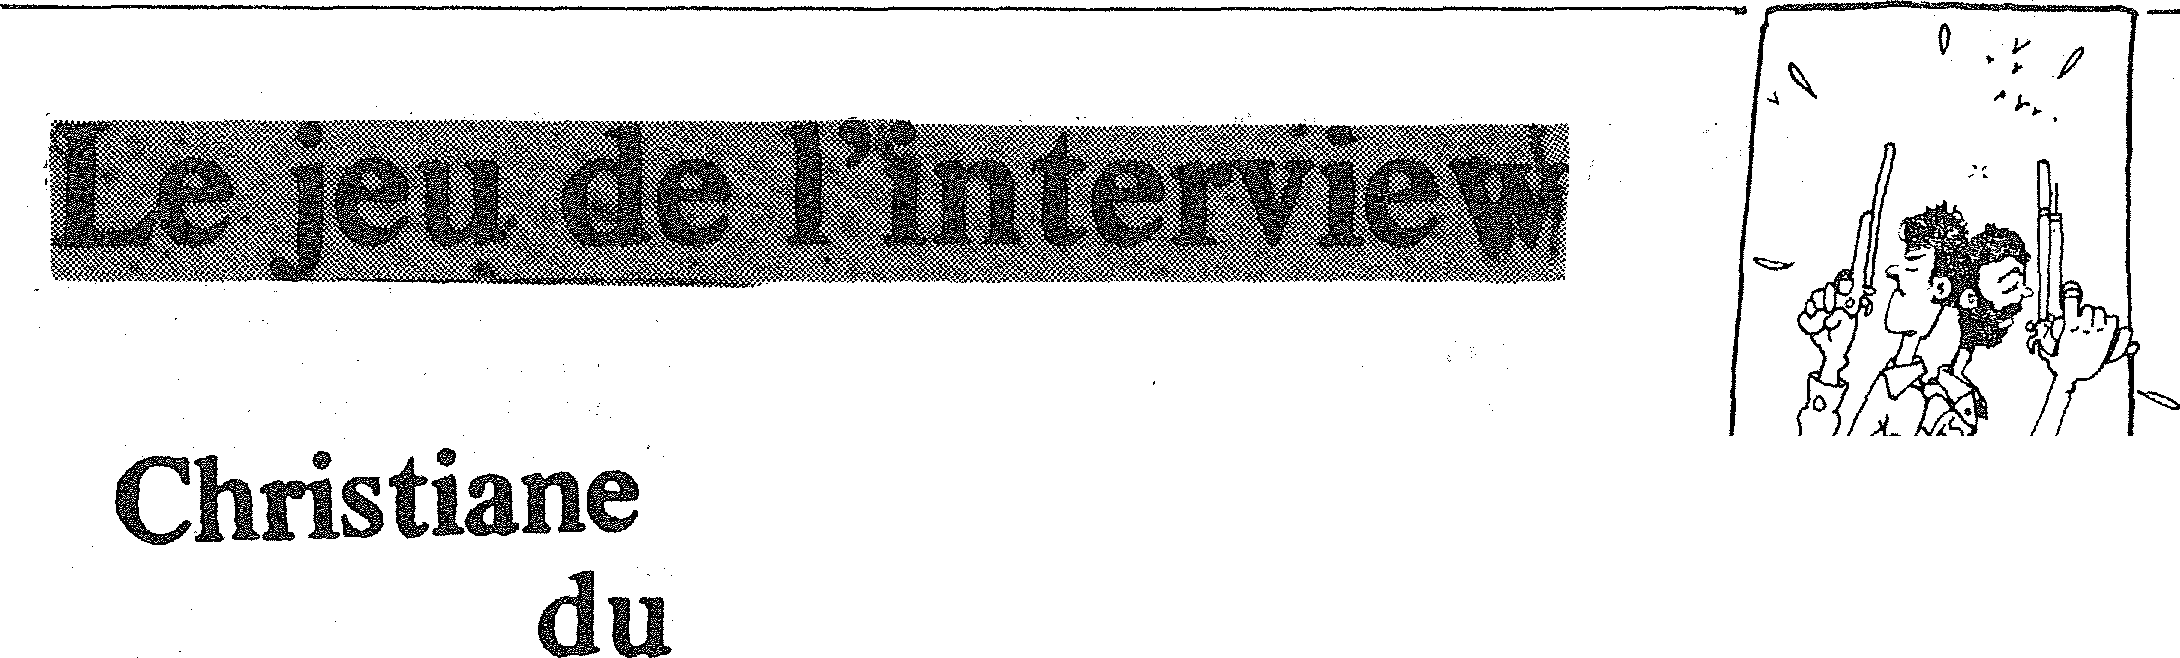 Le jeu de l'interview
Christiane
du